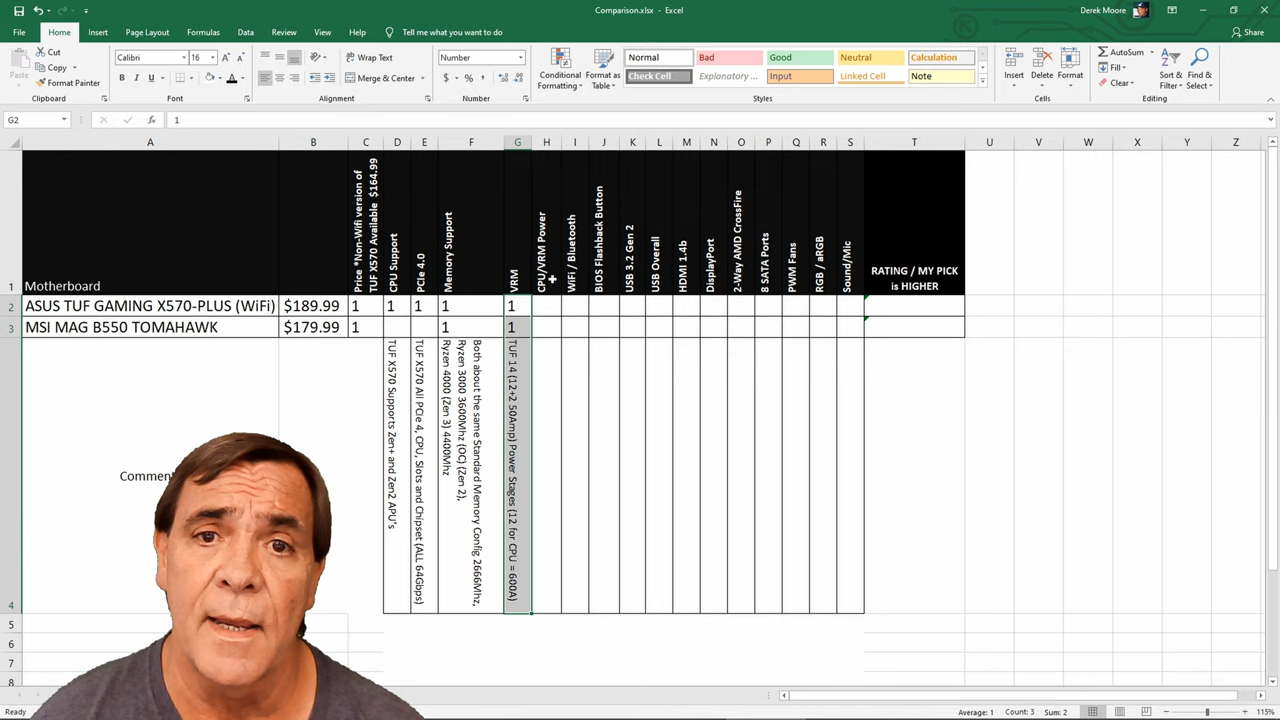 Comparison.xlsx - Excel
Derek Moore
File Home Insert Page Layout Formulas Data Review View Help Tell me what you want to do
Share
Paste
Cut
Copy
Format Painter
Clipboard
Calibri 16
B I U A
Font
Wrap Text
Merge & Center
Alignment
Number
$ % ,
Number
Conditional Formatting
Format as Table
Normal Bad Good Neutral Calculation
Check Cell Explanatory ... Input Linked Cell Note
Styles
Insert Delete Format
Cells
AutoSum
Fill
Clear
Sort & Filter
Find & Select
Editing
G2 fx 1
A B C D E F G H I J K L M N O P Q R S T U V W X Y Z
1
Motherboard
Price *Non-Wifi version of
TUF X570 Available $164.99
CPU Support
PCIe 4.0
Memory Support
VRM
CPU/VRM Power
WiFi / Bluetooth
BIOS Flashback Button
USB 3.2 Gen 2
USB Overall
HDMI 1.4b
DisplayPort
2-Way AMD CrossFire
8 SATA Ports
PWM Fans
RGB / aRGB
Sound/Mic
RATING / MY PICK
is HIGHER
2 ASUS TUF GAMING X570-PLUS (WiFi) $189.99 1 1 1 1 1
3 MSI MAG B550 TOMAHAWK $179.99 1 1 1
4
TUF X570 Supports Zen+ and Zen2 APU's
TUF X570 All PCIe 4, CPU, Slots and Chipset (ALL 64Gbps)
Both about the same Standard Memory Config 2666Mhz,
Ryzen 3000 3600Mhz (OC) (Zen 2),
Ryzen 4000 (Zen 3) 4400Mhz
TUF 14 (12+2 50Amp) Power Stages (12 for CPU = 600A)
5
6
7
8
Ready
Average: 1 Count: 3 Sum: 2
115%